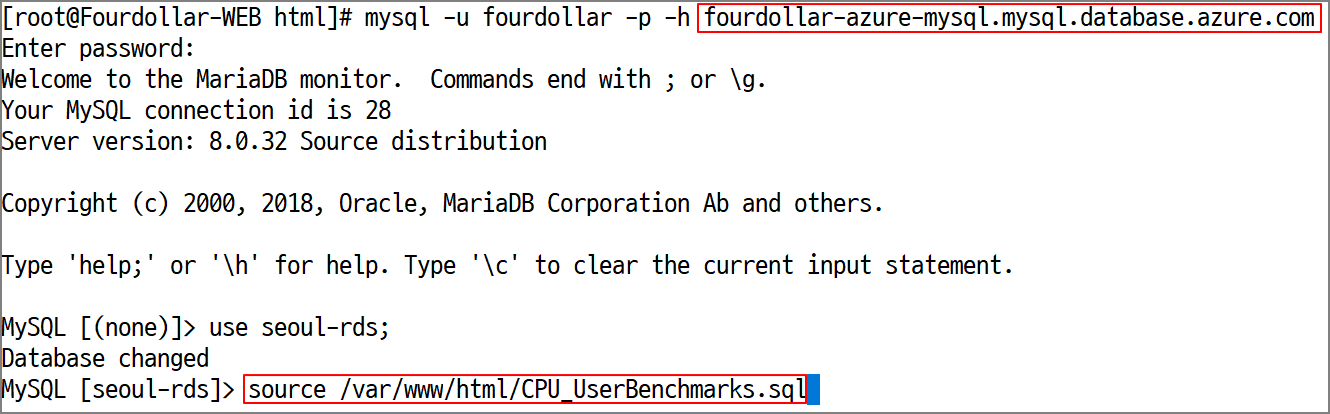 [root@Fourdollar-WEB html]# mysql -u fourdollar -p -h fourdollar-azure-mysql.mysql.database.azure.com
Enter password:
Welcome to the MariaDB monitor.  Commands end with ; or \g.
Your MySQL connection id is 28
Server version: 8.0.32 Source distribution
Copyright (c) 2000, 2018, Oracle, MariaDB Corporation Ab and others.
Type 'help;' or '\h' for help. Type '\c' to clear the current input statement.
MySQL [(none)]> use seoul-rds;
Database changed
MySQL [seoul-rds]> source /var/www/html/CPU_UserBenchmarks.sql